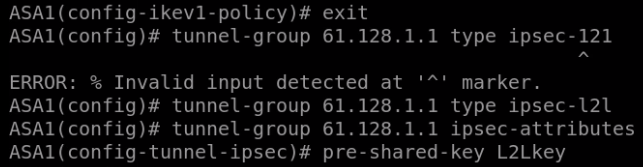 ASA1(config-ikev1-policy)# exit
ASA1(config)# tunnel-group 61.128.1.1 type ipsec-121
^
ERROR: % Invalid input detected at '^' marker.
ASA1(config)# tunnel-group 61.128.1.1 type ipsec-l2l
ASA1(config)# tunnel-group 61.128.1.1 ipsec-attributes
ASA1(config-tunnel-ipsec)# pre-shared-key L2Lkey